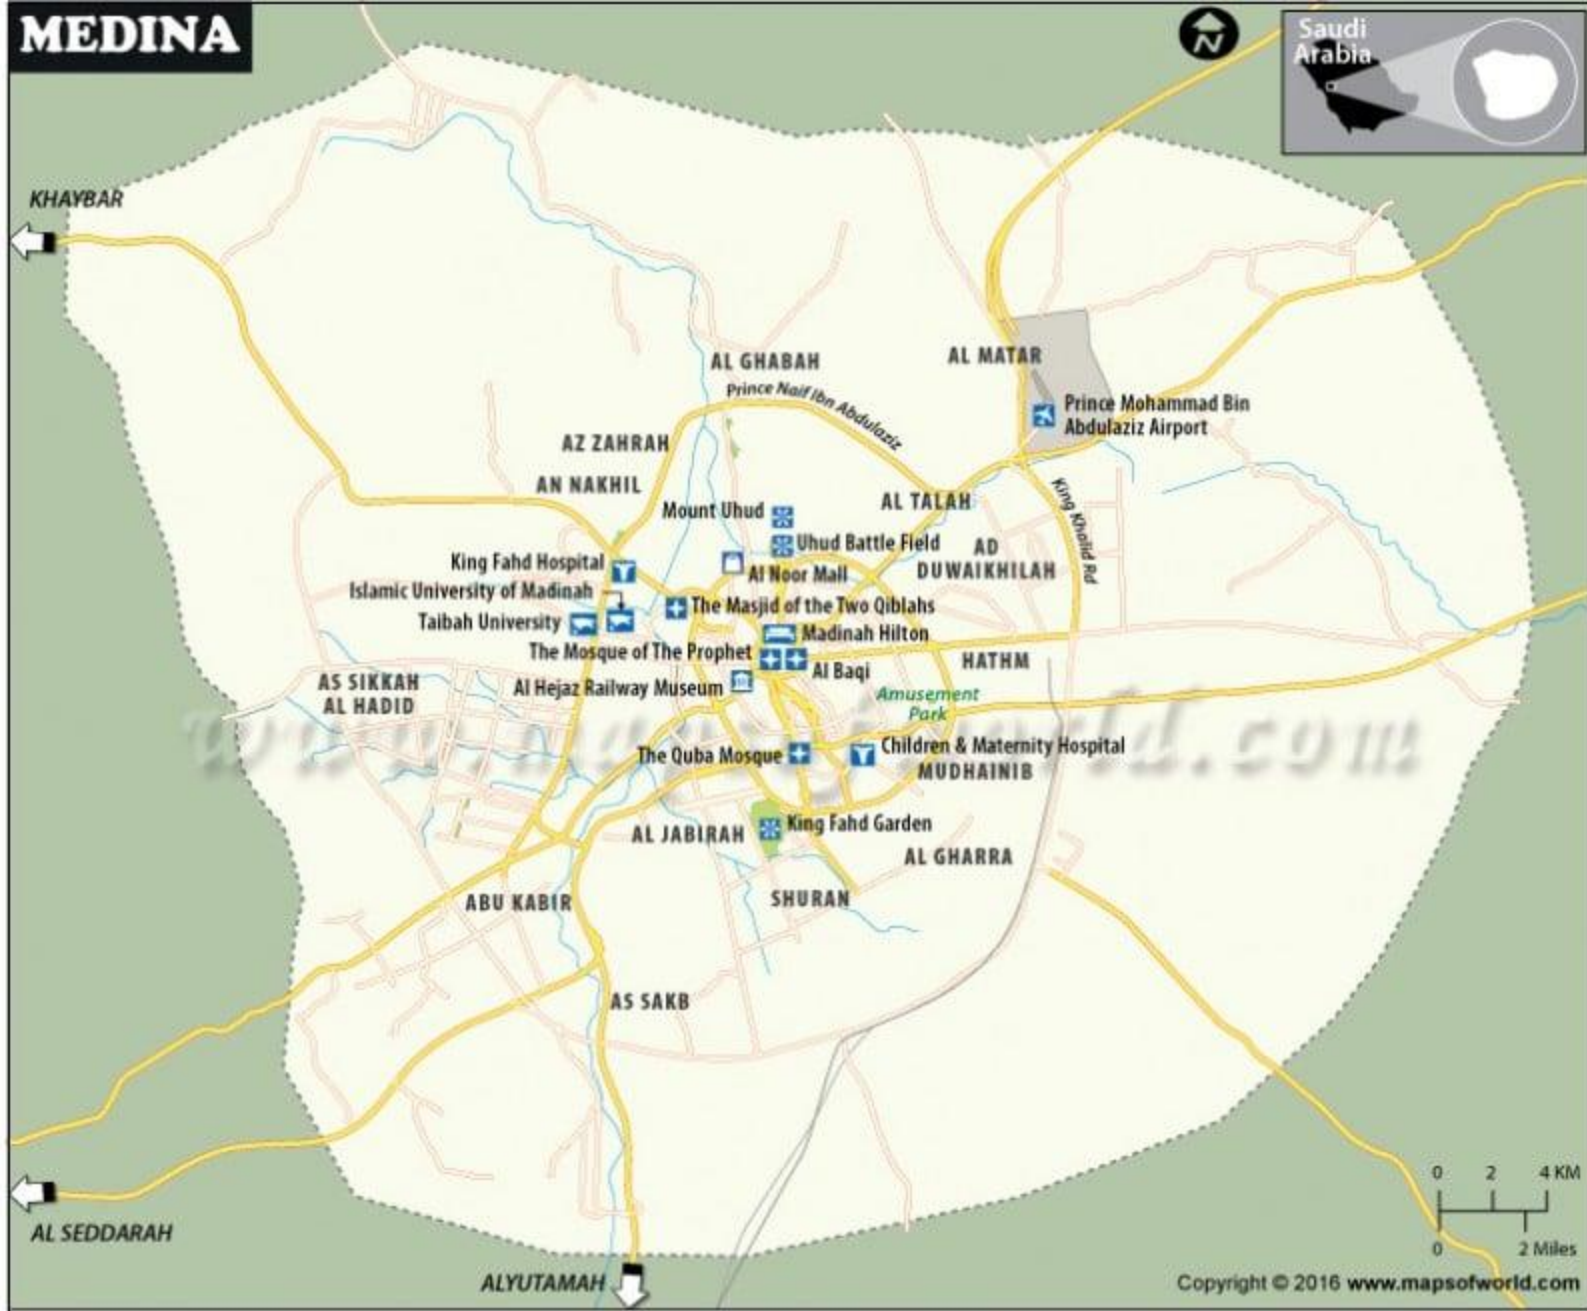 MEDINA
N
Saudi
Arabia
KHAYBAR
AL GHABAH
AL MATAR
Prince Naif Ibn Abdulaziz
Prince Mohammad Bin
Abdulaziz Airport
AZ ZAHRAH
AN NAKHIL
AL TALAH
King Khalid Rd
Mount Uhud
Uhud Battle Field
AD
DUWAIKHILAH
King Fahd Hospital
Al Noor Mall
Islamic University of Madinah
The Masjid of the Two Qiblahs
Taibah University
Madinah Hilton
The Mosque of The Prophet
Al Baqi
HATHM
AS SIKKAH
AL HADID
Al Hejaz Railway Museum
Amusement
Park
www.mapsofworld.com
The Quba Mosque
Children & Maternity Hospital
MUDHAINIB
AL JABIRAH
King Fahd Garden
AL GHARRA
ABU KABIR
SHURAN
AS SAKB
AL SEDDARAH
ALYUTAMAH
0 2 4 KM
0 2 Miles
Copyright © 2016 www.mapsofworld.com